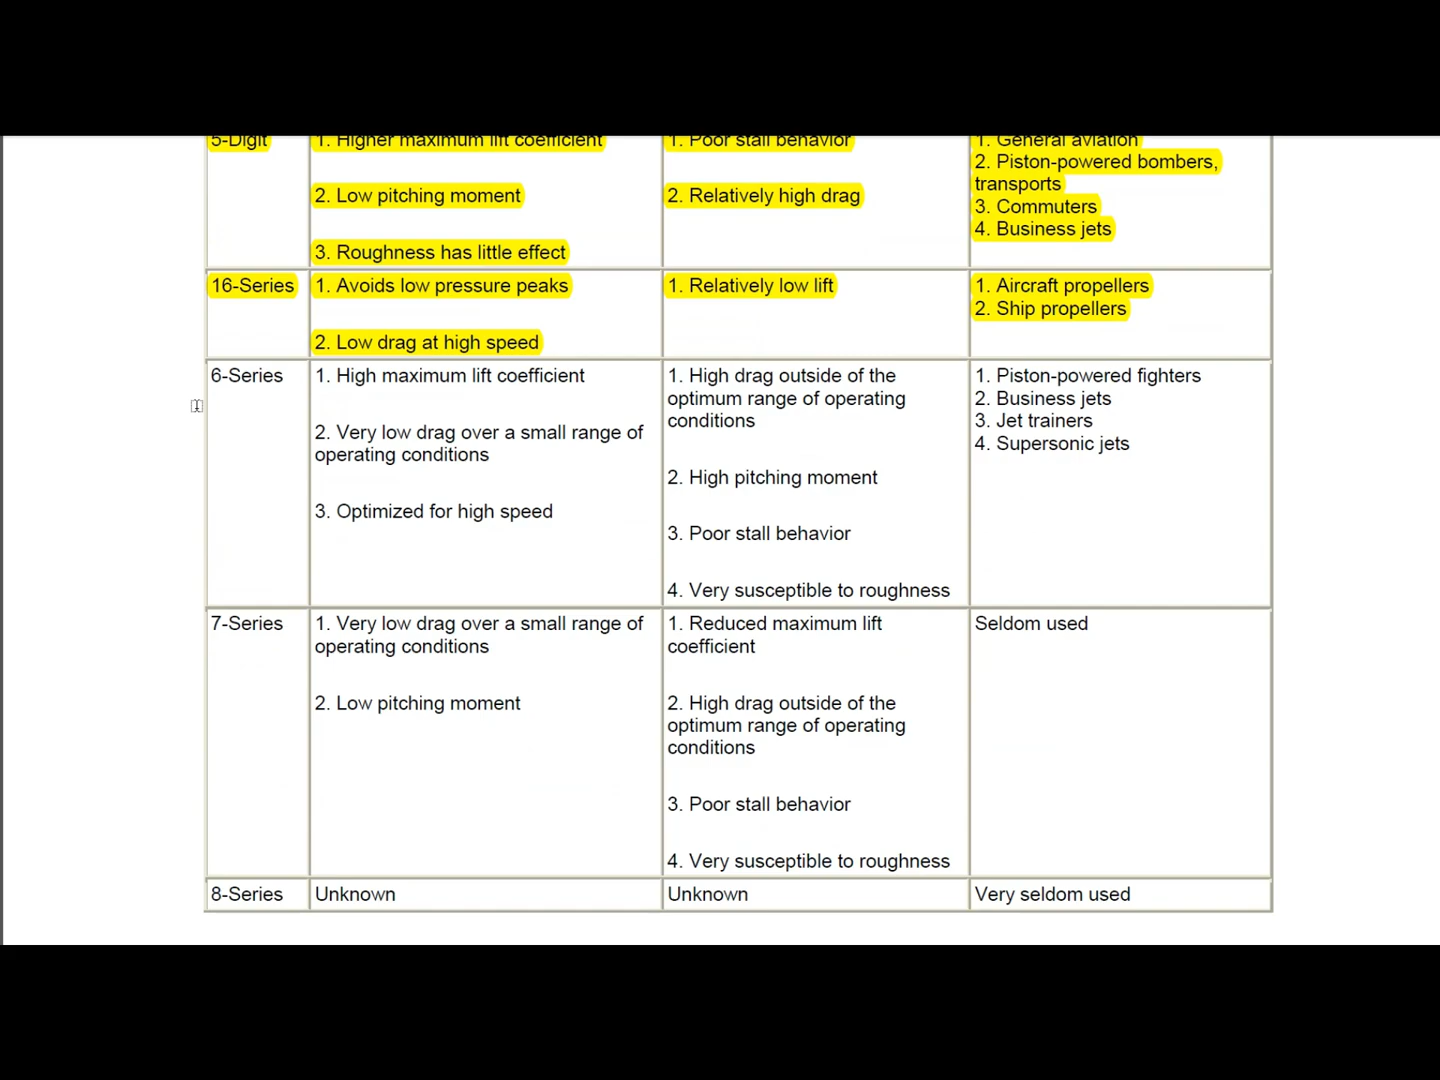 5-Digit
1. Higher maximum lift coefficient
2. Low pitching moment
3. Roughness has little effect
1. Poor stall behavior
2. Relatively high drag
1. General aviation
2. Piston-powered bombers,
transports
3. Commuters
4. Business jets
16-Series
1. Avoids low pressure peaks
2. Low drag at high speed
1. Relatively low lift
1. Aircraft propellers
2. Ship propellers
6-Series
1. High maximum lift coefficient
2. Very low drag over a small range of
operating conditions
3. Optimized for high speed
1. High drag outside of the
optimum range of operating
conditions
2. High pitching moment
3. Poor stall behavior
4. Very susceptible to roughness
1. Piston-powered fighters
2. Business jets
3. Jet trainers
4. Supersonic jets
7-Series
1. Very low drag over a small range of
operating conditions
2. Low pitching moment
1. Reduced maximum lift
coefficient
2. High drag outside of the
optimum range of operating
conditions
3. Poor stall behavior
4. Very susceptible to roughness
Seldom used
8-Series
Unknown
Unknown
Very seldom used